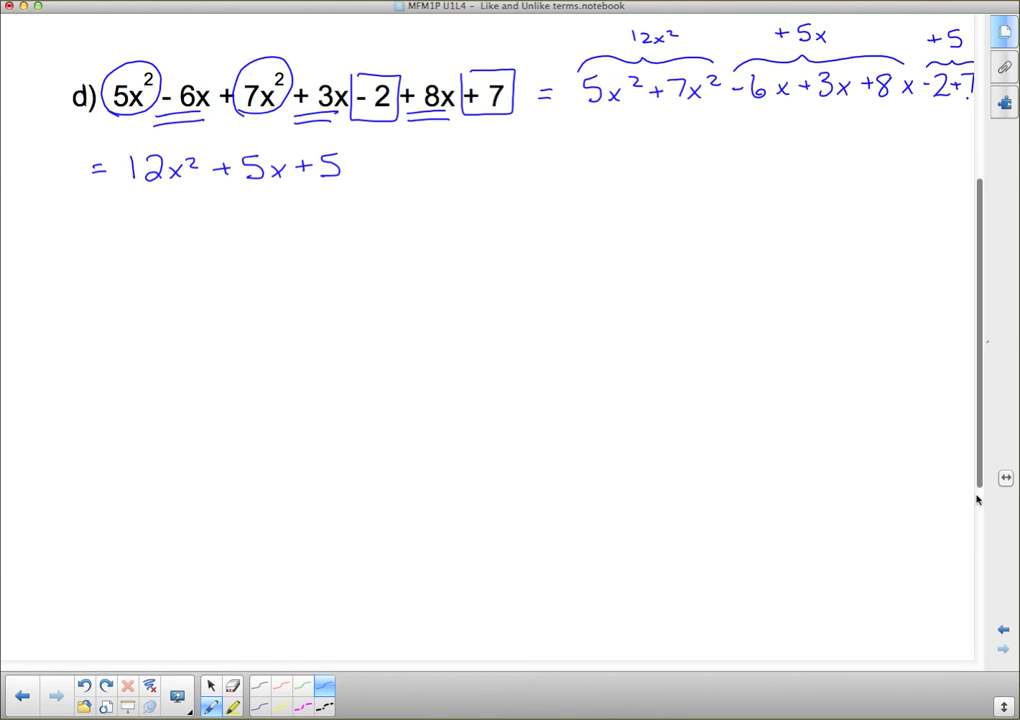 MFM1P U1L4 – Like and Unlike terms.notebook
12x² + 5x + 5
d) 5x² - 6x + 7x² + 3x - 2 + 8x + 7 = 5x² + 7x² - 6x + 3x + 8x - 2 + 7
= 12x² + 5x + 5